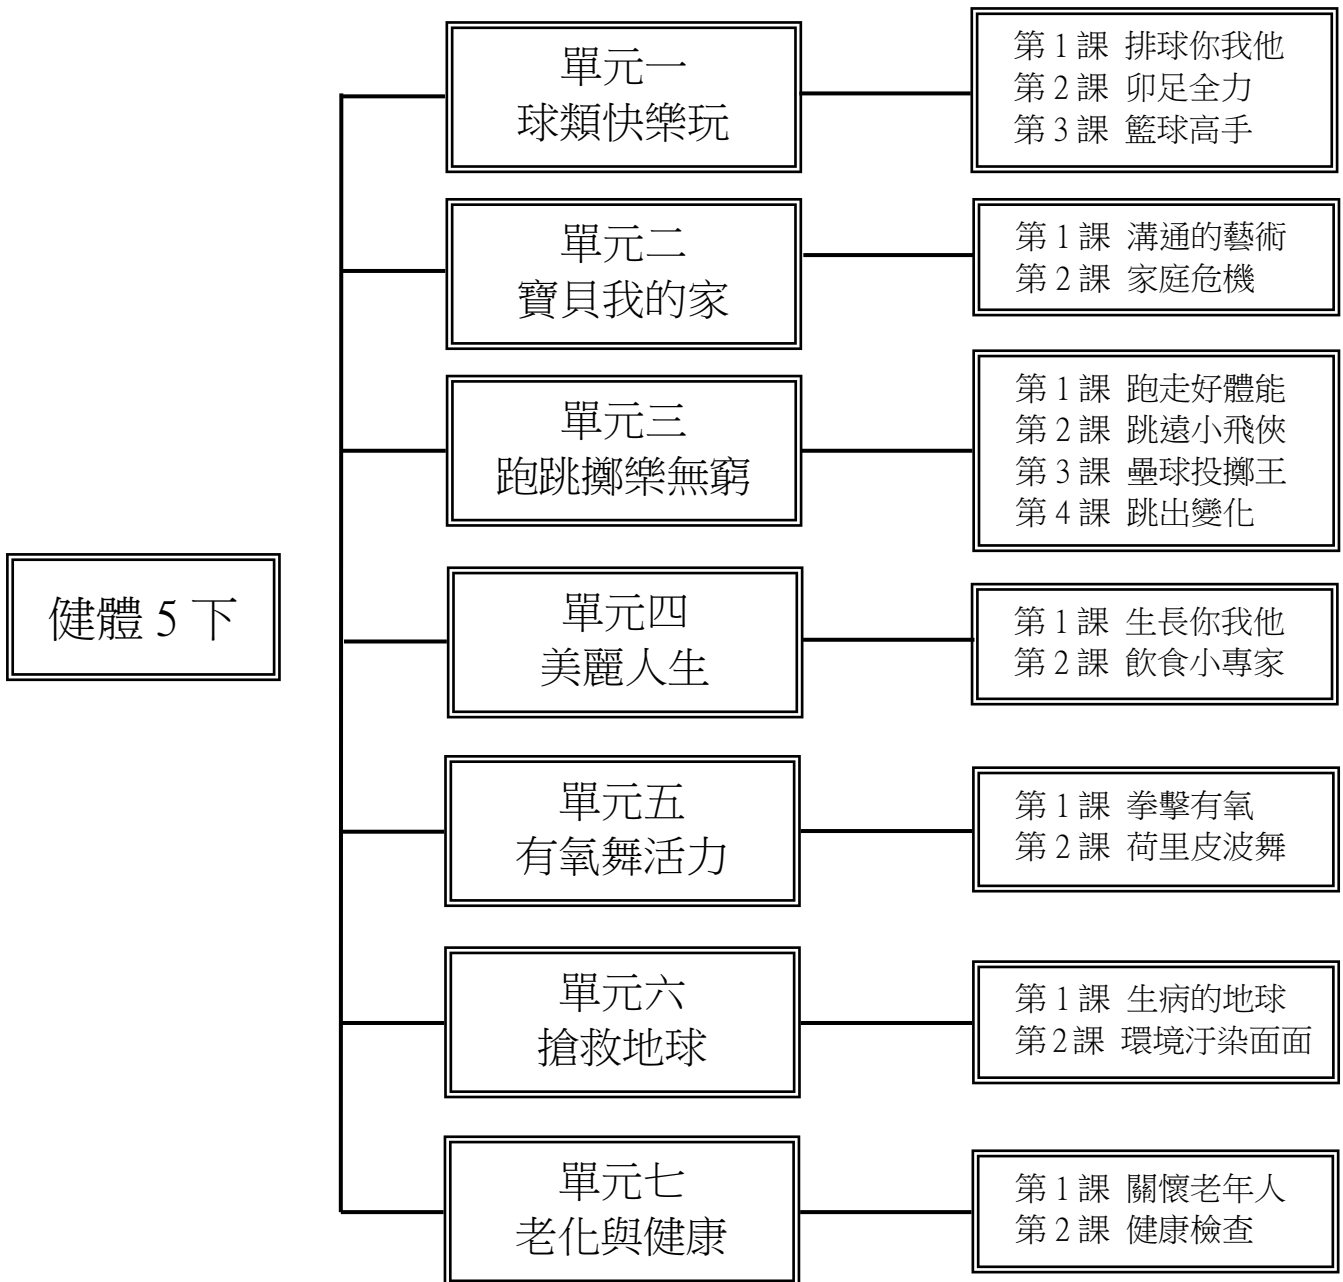 健體 5 下
單元一
球類快樂玩
第 1 課 排球你我他
第 2 課 卯足全力
第 3 課 籃球高手
單元二
寶貝我的家
第 1 課 溝通的藝術
第 2 課 家庭危機
單元三
跑跳擲樂無窮
第 1 課 跑走好體能
第 2 課 跳遠小飛俠
第 3 課 壘球投擲王
第 4 課 跳出變化
單元四
美麗人生
第 1 課 生長你我他
第 2 課 飲食小專家
單元五
有氧舞活力
第 1 課 拳擊有氧
第 2 課 荷里皮波舞
單元六
搶救地球
第 1 課 生病的地球
第 2 課 環境汙染面面
單元七
老化與健康
第 1 課 關懷老年人
第 2 課 健康檢查